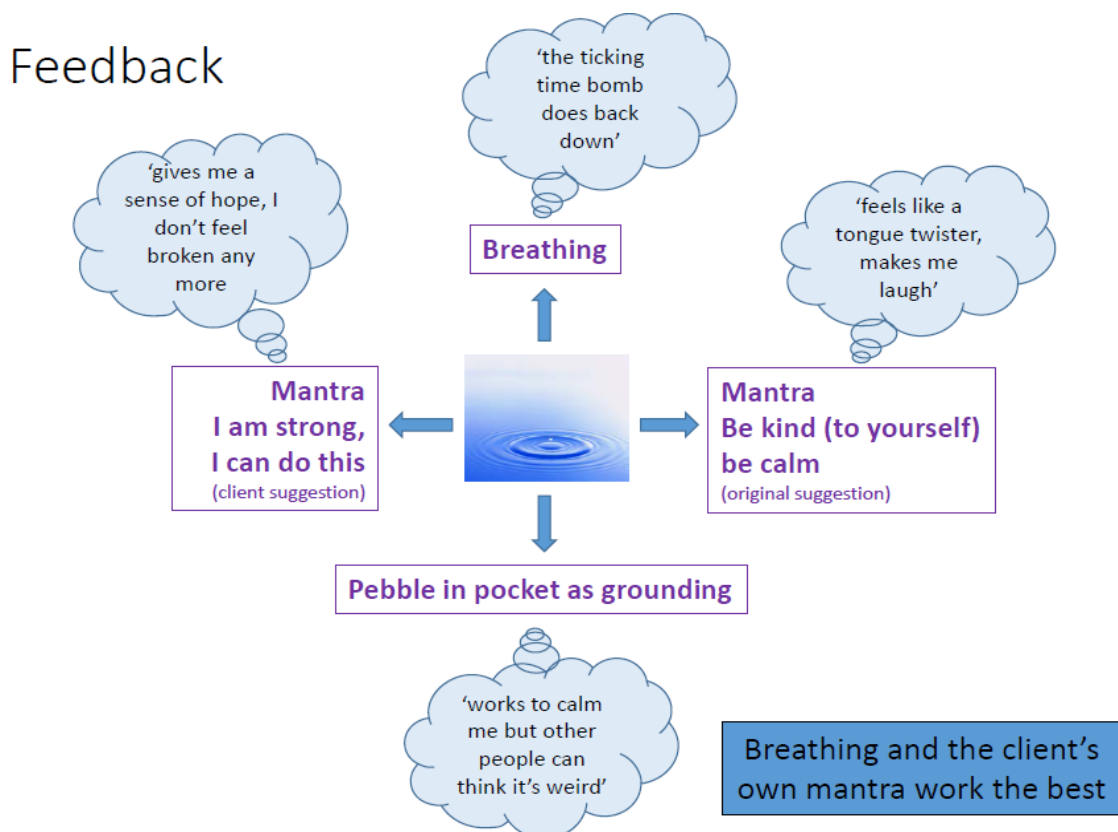 Feedback
‘the ticking
time bomb
does back
down’
‘gives me a
sense of hope, I
don’t feel
broken any
more
‘feels like a
tongue twister,
makes me
laugh’
Breathing
Mantra
I am strong,
I can do this
(client suggestion)
Mantra
Be kind (to yourself)
be calm
(original suggestion)
Pebble in pocket as grounding
‘works to calm
me but other
people can
think it’s weird’
Breathing and the client’s
own mantra work the best